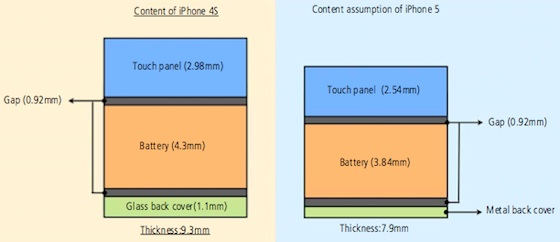 Content of iPhone 4S
Touch panel (2.98mm)
Gap (0.92mm)
Battery (4.3mm)
Glass back cover(1.1mm)
Thickness:9.3mm
Content assumption of iPhone 5
Touch panel (2.54mm)
Gap (0.92mm)
Battery (3.84mm)
Metal back cover
Thickness:7.9mm